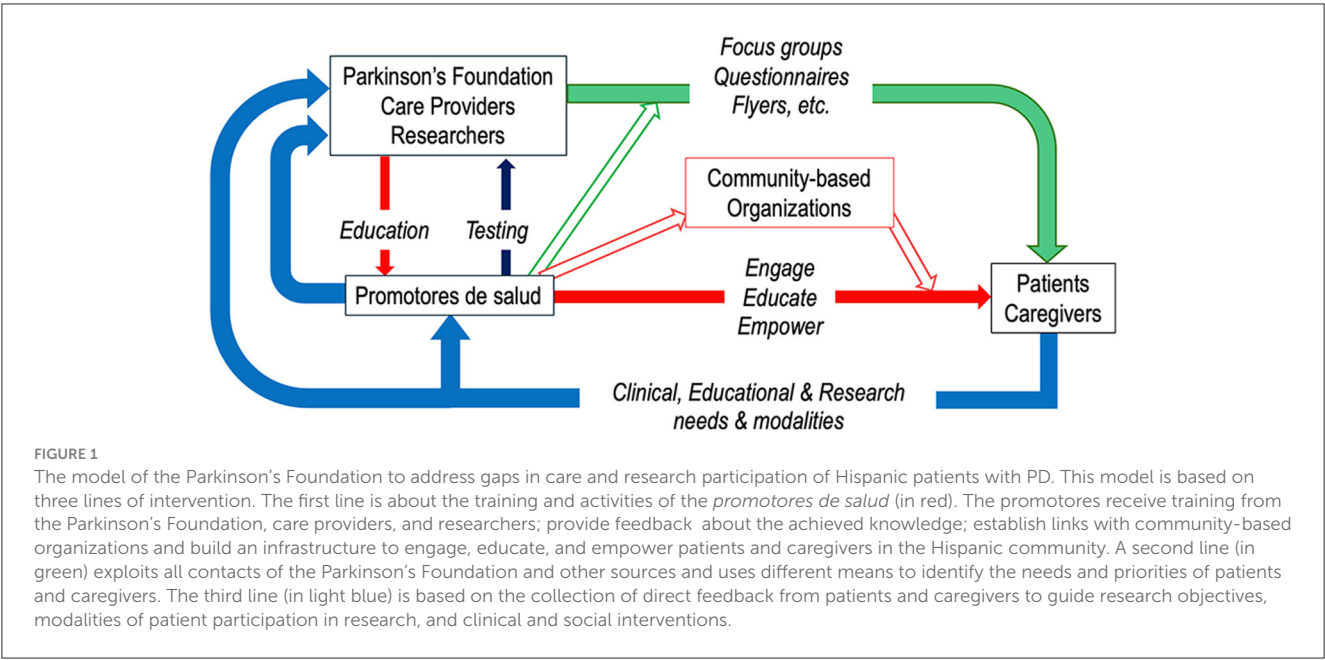 Parkinson's Foundation
Care Providers
Researchers
Focus groups
Questionnaires
Flyers, etc.
Community-based
Organizations
Education
Testing
Promotores de salud
Engage
Educate
Empower
Patients
Caregivers
Clinical, Educational & Research
needs & modalities
FIGURE 1
The model of the Parkinson's Foundation to address gaps in care and research participation of Hispanic patients with PD. This model is based on
three lines of intervention. The first line is about the training and activities of the promotores de salud (in red). The promotores receive training from
the Parkinson's Foundation, care providers, and researchers; provide feedback about the achieved knowledge; establish links with community-based
organizations and build an infrastructure to engage, educate, and empower patients and caregivers in the Hispanic community. A second line (in
green) exploits all contacts of the Parkinson's Foundation and other sources and uses different means to identify the needs and priorities of patients
and caregivers. The third line (in light blue) is based on the collection of direct feedback from patients and caregivers to guide research objectives,
modalities of patient participation in research, and clinical and social interventions.